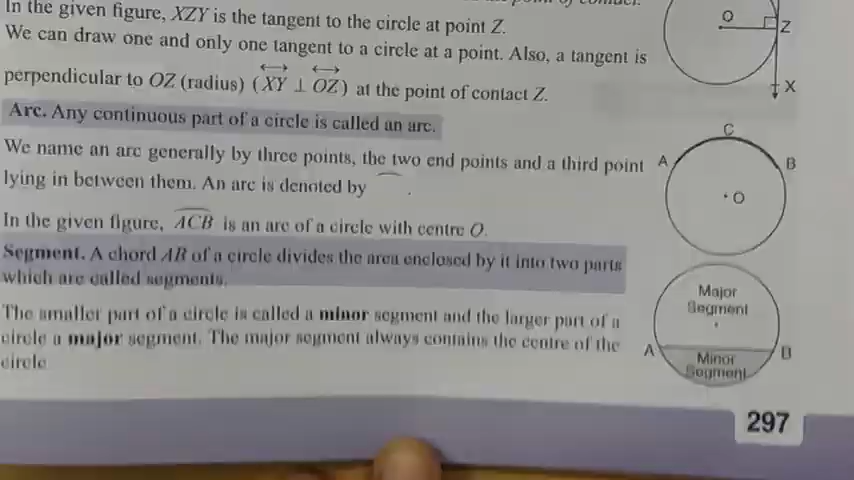 In the given figure, XZY is the tangent to the circle at point Z.
We can draw one and only one tangent to a circle at a point. Also, a tangent is
perpendicular to OZ (radius) (XY ⊥ OZ) at the point of contact Z.
Arc. Any continuous part of a circle is called an arc.
We name an arc generally by three points, the two end points and a third point
lying in between them. An arc is denoted by ⌒ .
In the given figure, ACB is an arc of a circle with centre O.
Segment. A chord AB of a circle divides the area enclosed by it into two parts
which are called segments.
The smaller part of a circle is called a minor segment and the larger part of a
circle a major segment. The major segment always contains the centre of the
circle
O
Z
X
C
A
B
O
Major
Segment
A
B
Minor
Segment
297